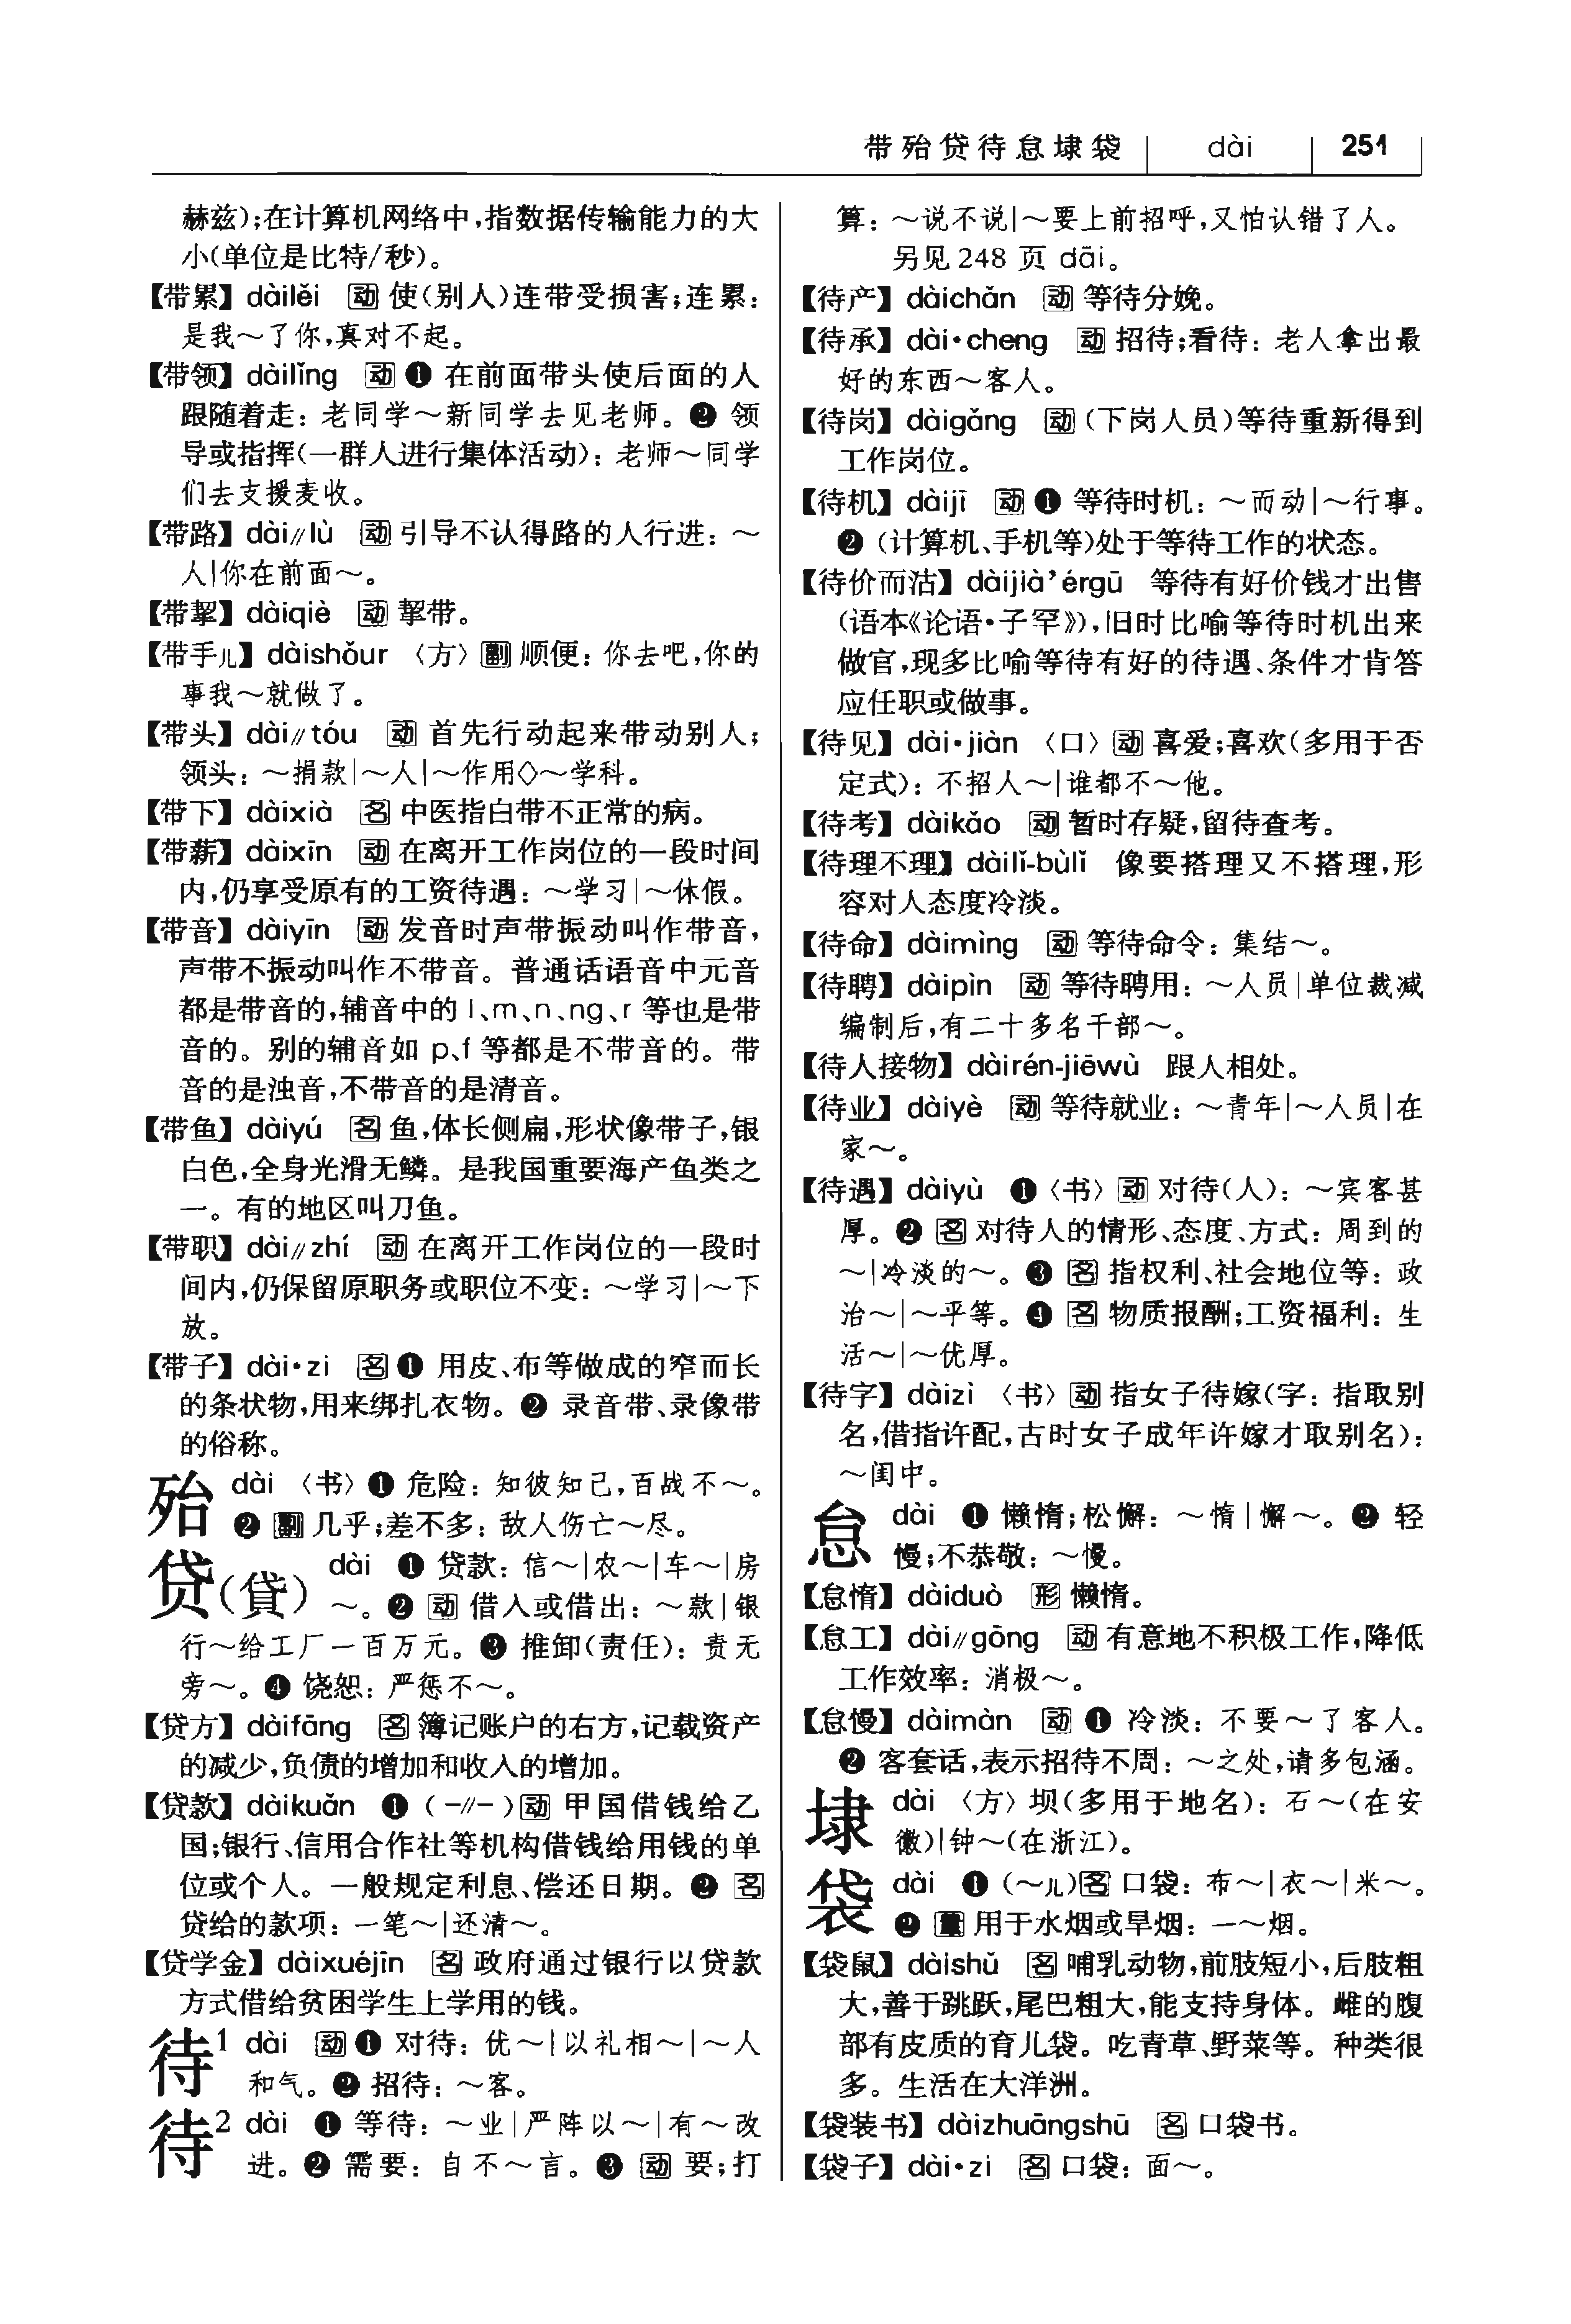 带殆贷待怠埭袋 dài 251
赫兹);在计算机网络中,指数据传输能力的大
小(单位是比特/秒)。
【带累】dàilěi 动 使(别人)连带受损害;连累:
是我～了你,真对不起。
【带领】dàilǐng 动 ❶ 在前面带头使后面的人
跟随着走:老同学～新同学去见老师。❷ 领
导或指挥(一群人进行集体活动):老师～同学
们去支援麦收。
【带路】dài∥lù 动 引导不认得路的人行进:～
人|你在前面～。
【带挈】dàiqiè 动 挈带。
【带手儿】dàishǒur 〈方〉副 顺便:你去吧,你的
事我～就做了。
【带头】dài∥tóu 动 首先行动起来带动别人;
领头:～捐款|～人|～作用◇～学科。
【带下】dàixià 名 中医指白带不正常的病。
【带薪】dàixīn 动 在离开工作岗位的一段时间
内,仍享受原有的工资待遇:～学习|～休假。
【带音】dàiyīn 动 发音时声带振动叫作带音,
声带不振动叫作不带音。普通话语音中元音
都是带音的,辅音中的 l、m、n、ng、r 等也是带
音的。别的辅音如 p、f 等都是不带音的。带
音的是浊音,不带音的是清音。
【带鱼】dàiyú 名 鱼,体长侧扁,形状像带子,银
白色,全身光滑无鳞。是我国重要海产鱼类之
一。有的地区叫刀鱼。
【带职】dài∥zhí 动 在离开工作岗位的一段时
间内,仍保留原职务或职位不变:～学习|～下
放。
【带子】dài·zi 名 ❶ 用皮、布等做成的窄而长
的条状物,用来绑扎衣物。❷ 录音带、录像带
的俗称。
殆 dài 〈书〉❶ 危险:知彼知己,百战不～。
❷ 副 几乎;差不多:敌人伤亡～尽。
贷(貸) dài ❶ 贷款:信～|农～|车～|房
～。❷ 动 借入或借出:～款|银
行～给工厂一百万元。❸ 推卸(责任):责无
旁～。❹ 饶恕:严惩不～。
【贷方】dàifāng 名 簿记账户的右方,记载资产
的减少,负债的增加和收入的增加。
【贷款】dàikuǎn ❶ (-∥-)动 甲国借钱给乙
国;银行、信用合作社等机构借钱给用钱的单
位或个人。一般规定利息、偿还日期。❷ 名
贷给的款项:一笔～|还清～。
【贷学金】dàixuéjīn 名 政府通过银行以贷款
方式借给贫困学生上学用的钱。
待1 dài 动 ❶ 对待:优～|以礼相～|～人
和气。❷ 招待:～客。
待2 dài ❶ 等待:～业|严阵以～|有～改
进。❷ 需要:自不～言。❸ 动 要;打
算:～说不说|～要上前招呼,又怕认错了人。
另见 248 页 dāi。
【待产】dàichǎn 动 等待分娩。
【待承】dài·cheng 动 招待;看待:老人拿出最
好的东西～客人。
【待岗】dàigǎng 动 (下岗人员)等待重新得到
工作岗位。
【待机】dàijī 动 ❶ 等待时机:～而动|～行事。
❷ (计算机、手机等)处于等待工作的状态。
【待价而沽】dàijià'érgū 等待有好价钱才出售
(语本《论语·子罕》),旧时比喻等待时机出来
做官,现多比喻等待有好的待遇、条件才肯答
应任职或做事。
【待见】dài·jiàn 〈口〉动 喜爱;喜欢(多用于否
定式):不招人～|谁都不～他。
【待考】dàikǎo 动 暂时存疑,留待查考。
【待理不理】dàilǐ-bùlǐ 像要搭理又不搭理,形
容对人态度冷淡。
【待命】dàimìng 动 等待命令:集结～。
【待聘】dàipìn 动 等待聘用:～人员|单位裁减
编制后,有二十多名干部～。
【待人接物】dàirén-jiēwù 跟人相处。
【待业】dàiyè 动 等待就业:～青年|～人员|在
家～。
【待遇】dàiyù ❶〈书〉动 对待(人):～宾客甚
厚。❷ 名 对待人的情形、态度、方式:周到的
～|冷淡的～。❸ 名 指权利、社会地位等:政
治～|～平等。❹ 名 物质报酬;工资福利:生
活～|～优厚。
【待字】dàizì 〈书〉动 指女子待嫁(字:指取别
名,借指许配,古时女子成年许嫁才取别名):
～闺中。
怠 dài ❶ 懒惰;松懈:～惰|懈～。❷ 轻
慢;不恭敬:～慢。
【怠惰】dàiduò 形 懒惰。
【怠工】dài∥gōng 动 有意地不积极工作,降低
工作效率:消极～。
【怠慢】dàimàn 动 ❶ 冷淡:不要～了客人。
❷ 客套话,表示招待不周:～之处,请多包涵。
埭 dài 〈方〉坝(多用于地名):石～(在安
徽)|钟～(在浙江)。
袋 dài ❶ (～儿)名 口袋:布～|衣～|米～。
❷ 量 用于水烟或旱烟:一～烟。
【袋鼠】dàishǔ 名 哺乳动物,前肢短小,后肢粗
大,善于跳跃,尾巴粗大,能支持身体。雌的腹
部有皮质的育儿袋。吃青草、野菜等。种类很
多。生活在大洋洲。
【袋装书】dàizhuāngshū 名 口袋书。
【袋子】dài·zi 名 口袋:面～。